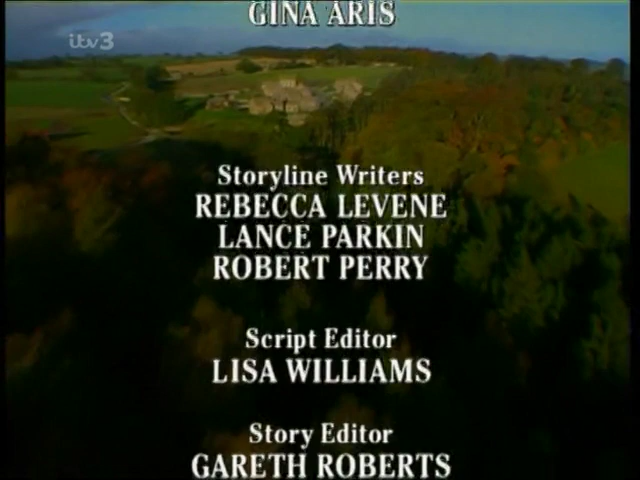 GINA ARIS
itv3
Storyline Writers
REBECCA LEVENE
LANCE PARKIN
ROBERT PERRY
Script Editor
LISA WILLIAMS
Story Editor
GARETH ROBERTS